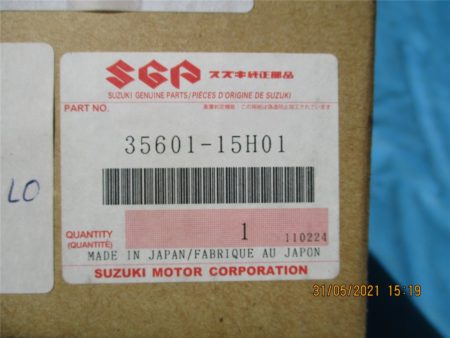 SGP スズキ純正部品
SUZUKI GENUINE PARTS/PIÈCES D'ORIGINE DE SUZUKI
PART NO.
35601-15H01
LO
QUANTITY
(QUANTITÉ)
1
110224
MADE IN JAPAN/FABRIQUE AU JAPON
SUZUKI MOTOR CORPORATION
31/05/2021 15:19